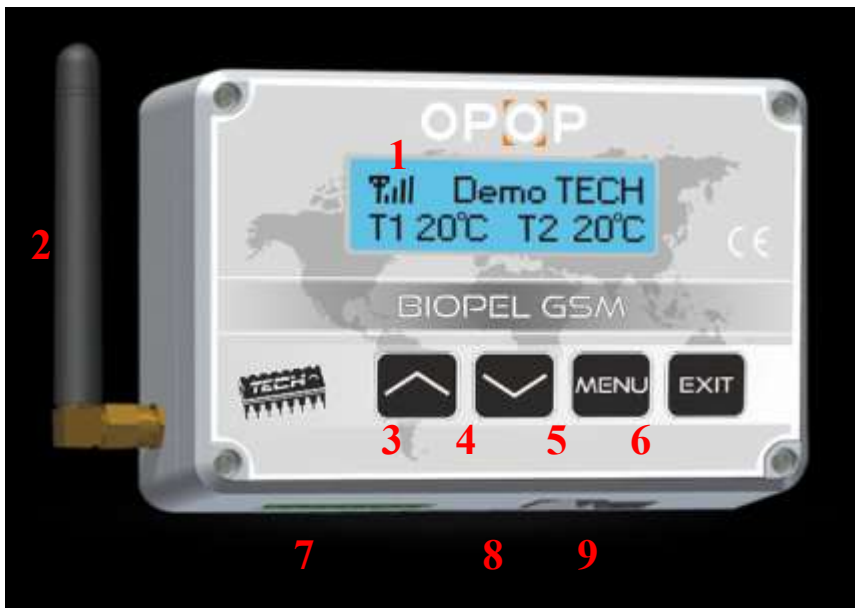 OPOP
1
Demo TECH
T1 20°C T2 20°C
2
CE
BIOPEL GSM
TECH
MENU EXIT
3 4 5 6
7 8 9